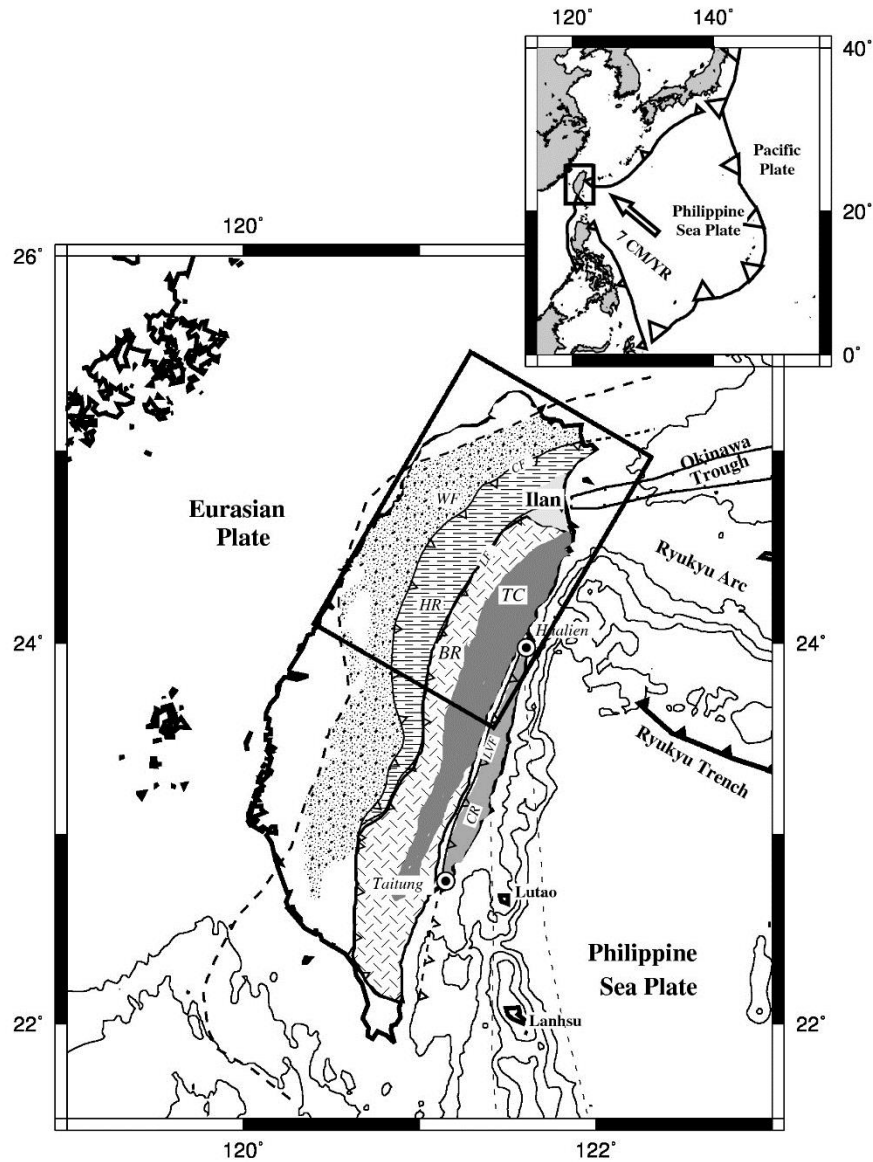 120° 140°
40°
Pacific
Plate
20°
Philippine
Sea Plate
7 CM/YR
0°
120°
26°
Okinawa
Trough
CF
WF
Ilan
Eurasian
Plate
Ryukyu Arc
LF
TC
HR
Hualien
24° 24°
BR
Ryukyu Trench
LVF
CR
Taitung
Lutao
Philippine
Sea Plate
Lanhsu
22° 22°
120° 122°